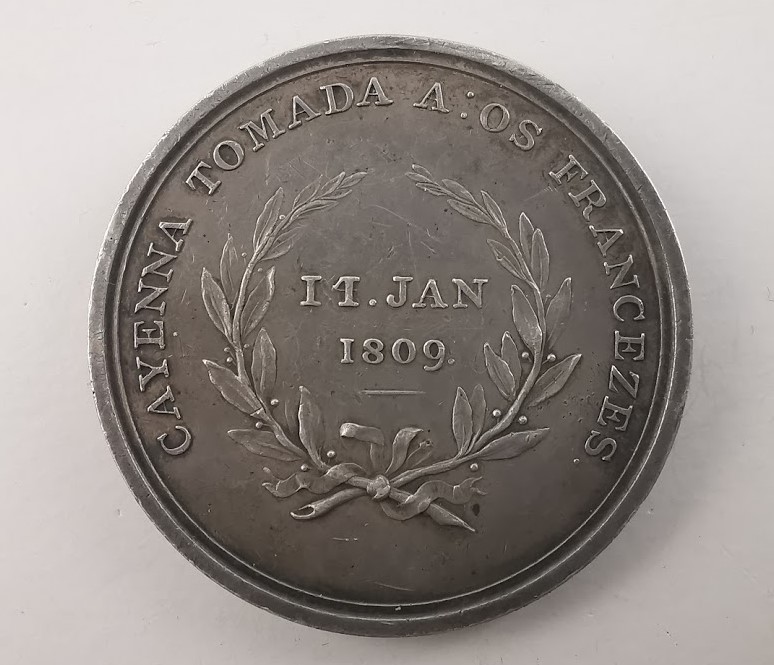 CAYENNA TOMADA A:OS FRANCEZES.
14. JAN
1809.